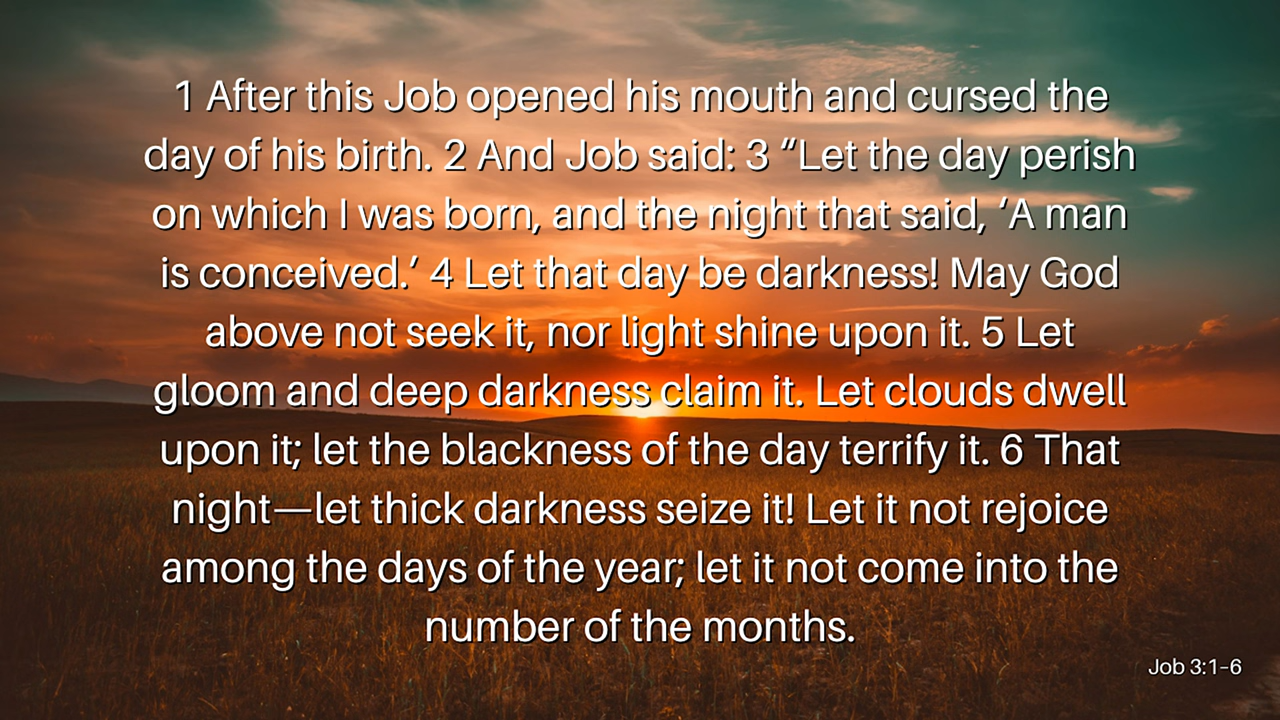 1 After this Job opened his mouth and cursed the
day of his birth. 2 And Job said: 3 “Let the day perish
on which I was born, and the night that said, ‘A man
is conceived.’ 4 Let that day be darkness! May God
above not seek it, nor light shine upon it. 5 Let
gloom and deep darkness claim it. Let clouds dwell
upon it; let the blackness of the day terrify it. 6 That
night—let thick darkness seize it! Let it not rejoice
among the days of the year; let it not come into the
number of the months.
Job 3:1–6